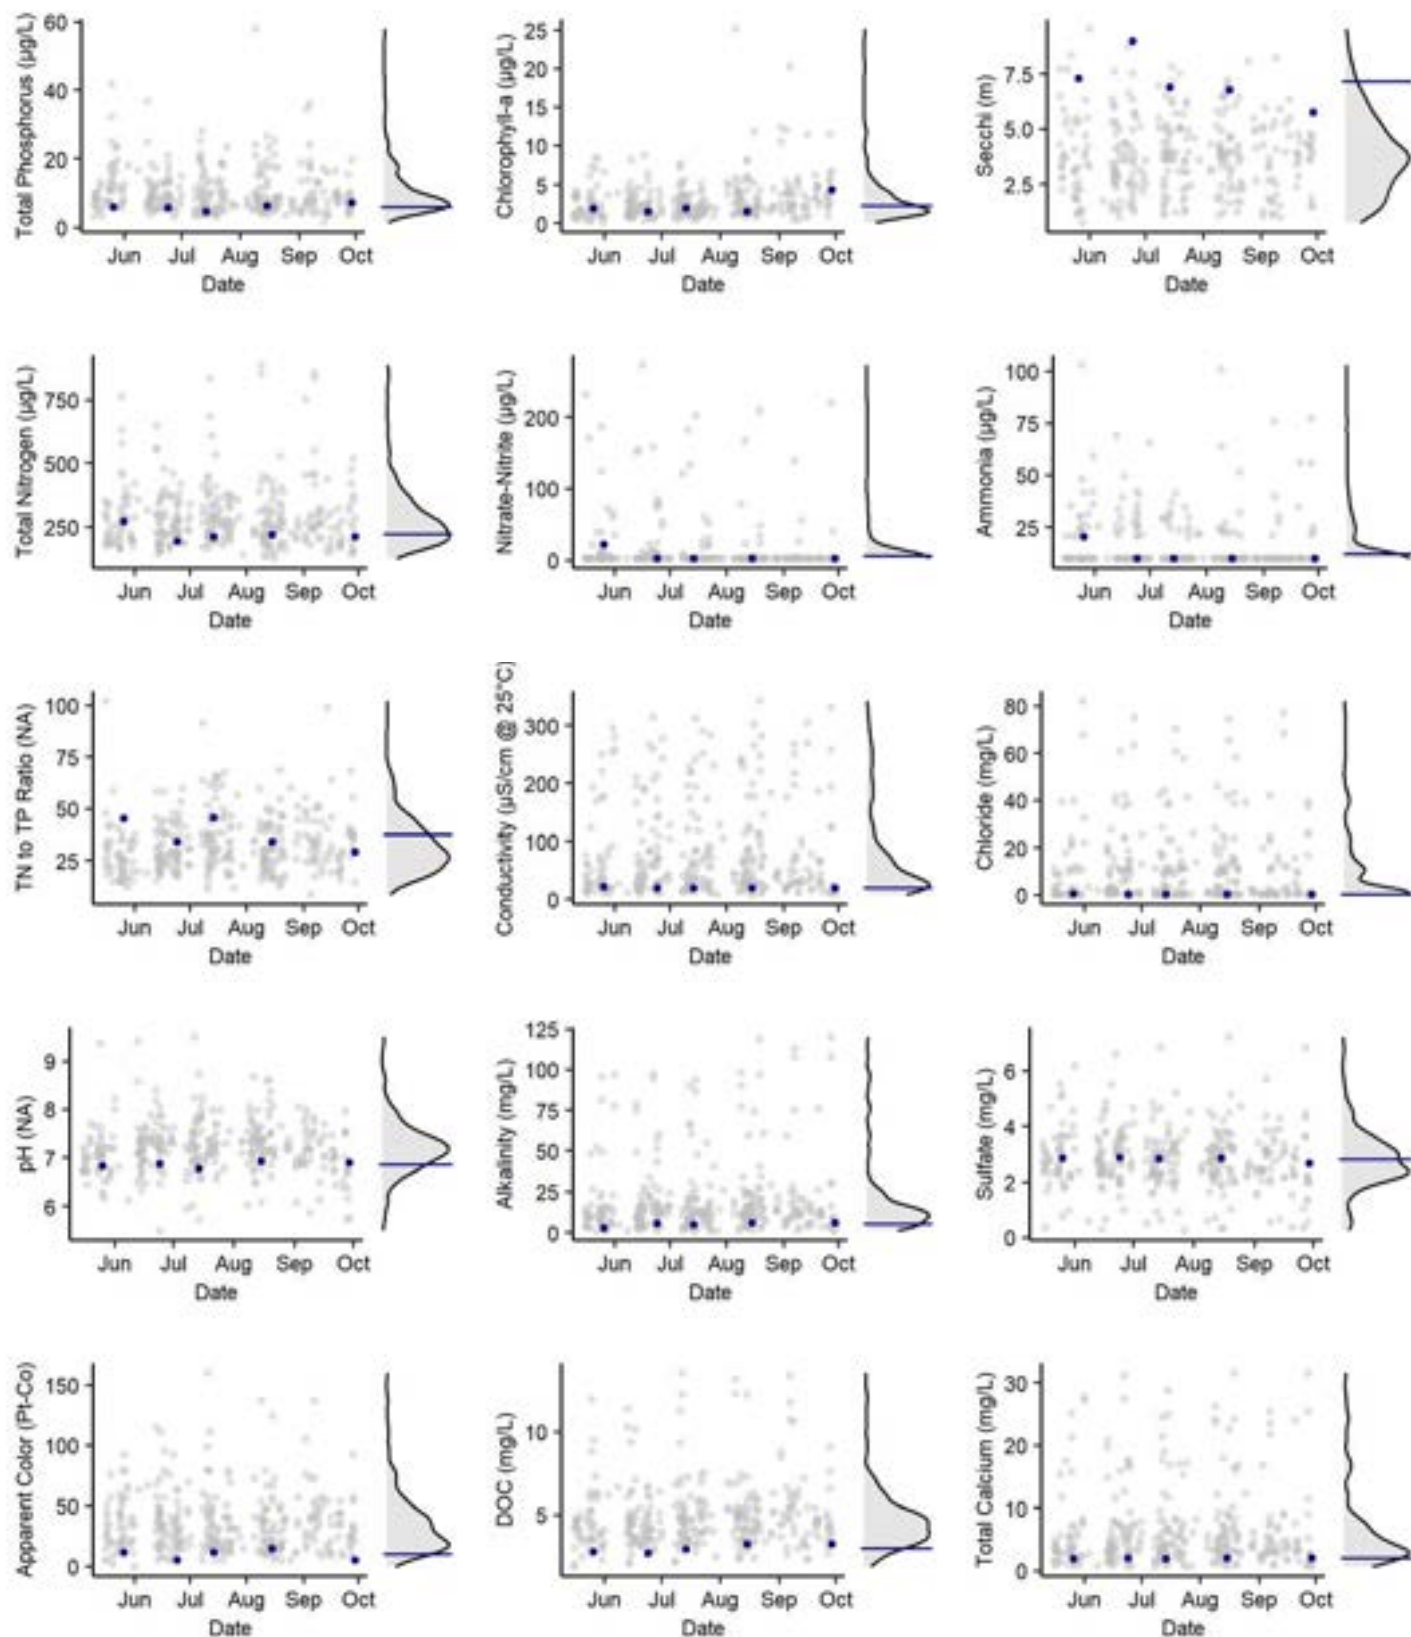 Total Phosphorus (µg/L)
60
40
20
0
Jun Jul Aug Sep Oct
Date
Chlorophyll-a (µg/L)
25
20
15
10
5
0
Jun Jul Aug Sep Oct
Date
Secchi (m)
7.5
5.0
2.5
Jun Jul Aug Sep Oct
Date
Total Nitrogen (µg/L)
750
500
250
Jun Jul Aug Sep Oct
Date
Nitrate-Nitrite (µg/L)
200
100
0
Jun Jul Aug Sep Oct
Date
Ammonia (µg/L)
100
75
50
25
Jun Jul Aug Sep Oct
Date
TN to TP Ratio (NA)
100
75
50
25
Jun Jul Aug Sep Oct
Date
Conductivity (µS/cm @ 25°C)
300
200
100
0
Jun Jul Aug Sep Oct
Date
Chloride (mg/L)
80
60
40
20
0
Jun Jul Aug Sep Oct
Date
pH (NA)
9
8
7
6
Jun Jul Aug Sep Oct
Date
Alkalinity (mg/L)
125
100
75
50
25
0
Jun Jul Aug Sep Oct
Date
Sulfate (mg/L)
6
4
2
0
Jun Jul Aug Sep Oct
Date
Apparent Color (Pt-Co)
150
100
50
0
Jun Jul Aug Sep Oct
Date
DOC (mg/L)
10
5
Jun Jul Aug Sep Oct
Date
Total Calcium (mg/L)
30
20
10
0
Jun Jul Aug Sep Oct
Date